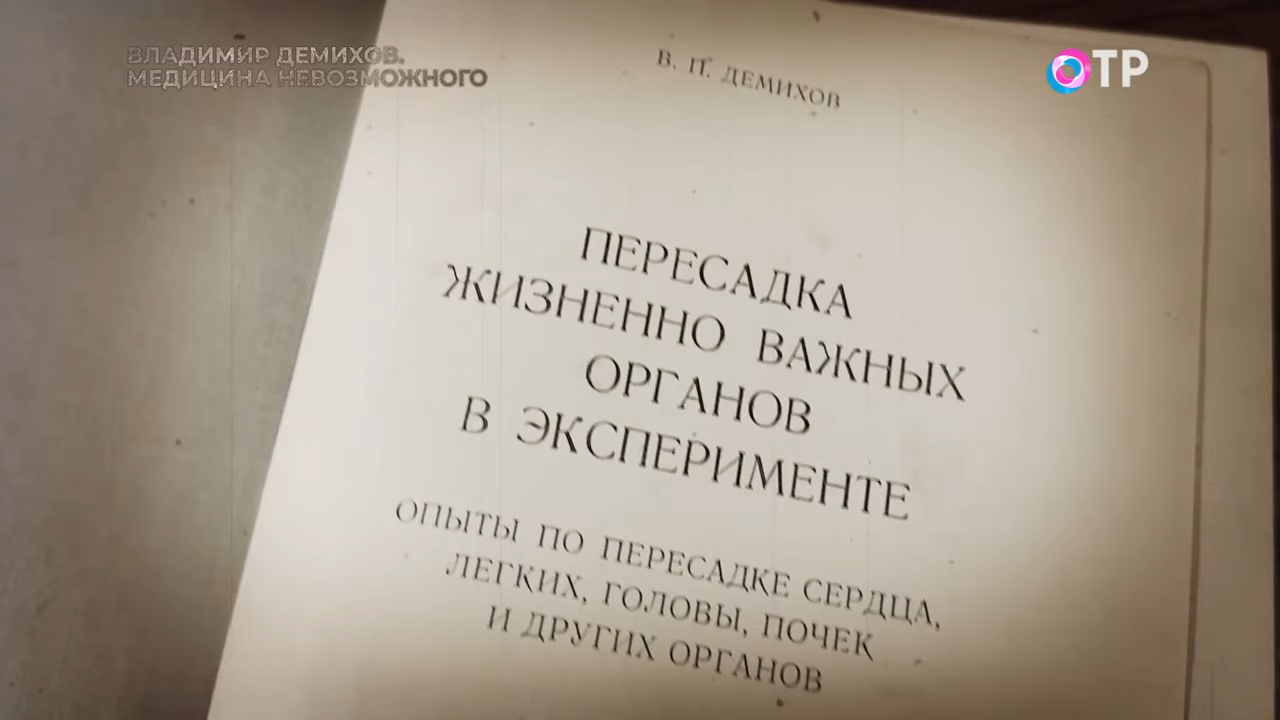 ВЛАДИМИР ДЕМИХОВ.
МЕДИЦИНА НЕВОЗМОЖНОГО
ОТР
В. П. ДЕМИХОВ
ПЕРЕСАДКА
ЖИЗНЕННО ВАЖНЫХ
ОРГАНОВ
В ЭКСПЕРИМЕНТЕ
ОПЫТЫ ПО ПЕРЕСАДКЕ СЕРДЦА,
ЛЕГКИХ, ГОЛОВЫ, ПОЧЕК
И ДРУГИХ ОРГАНОВ